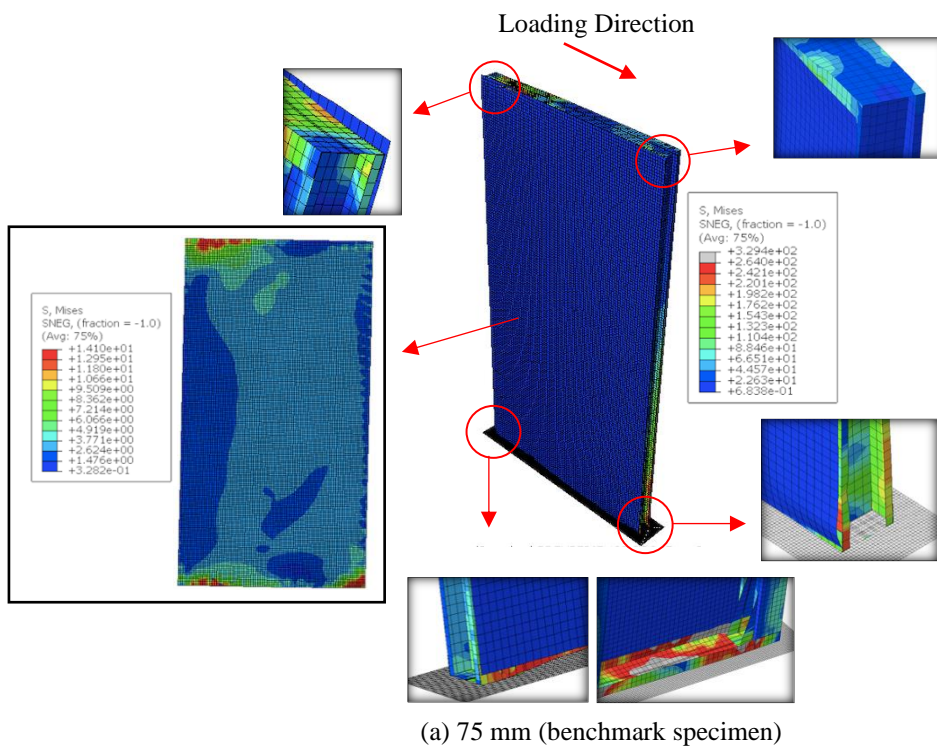 Loading Direction
S, Mises
SNEG, (fraction = -1.0)
(Avg: 75%)
+3.294e+02
+2.640e+02
+2.421e+02
+2.201e+02
+1.982e+02
+1.762e+02
+1.543e+02
+1.323e+02
+1.104e+02
+8.846e+01
+6.651e+01
+4.457e+01
+2.263e+01
+6.838e-01
S, Mises
SNEG, (fraction = -1.0)
(Avg: 75%)
+1.410e+01
+1.295e+01
+1.180e+01
+1.066e+01
+9.509e+00
+8.362e+00
+7.214e+00
+6.066e+00
+4.919e+00
+3.771e+00
+2.624e+00
+1.476e+00
+3.282e-01
(a) 75 mm (benchmark specimen)